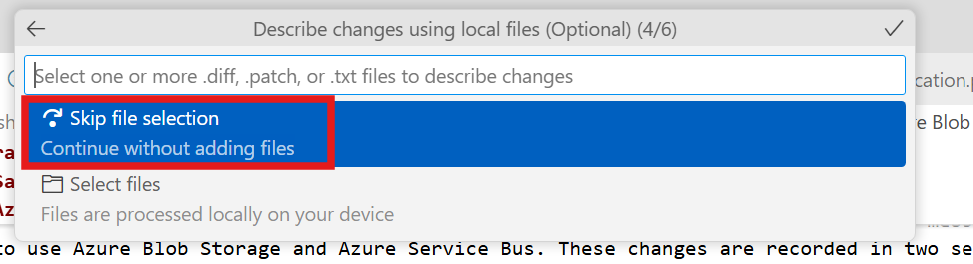 Describe changes using local files (Optional) (4/6)
Select one or more .diff, .patch, or .txt files to describe changes
cation.p
Skip file selection
e Blob
Continue without adding files
Select files
Files are processed locally on your device
to use Azure Blob Storage and Azure Service Bus. These changes are recorded in two se